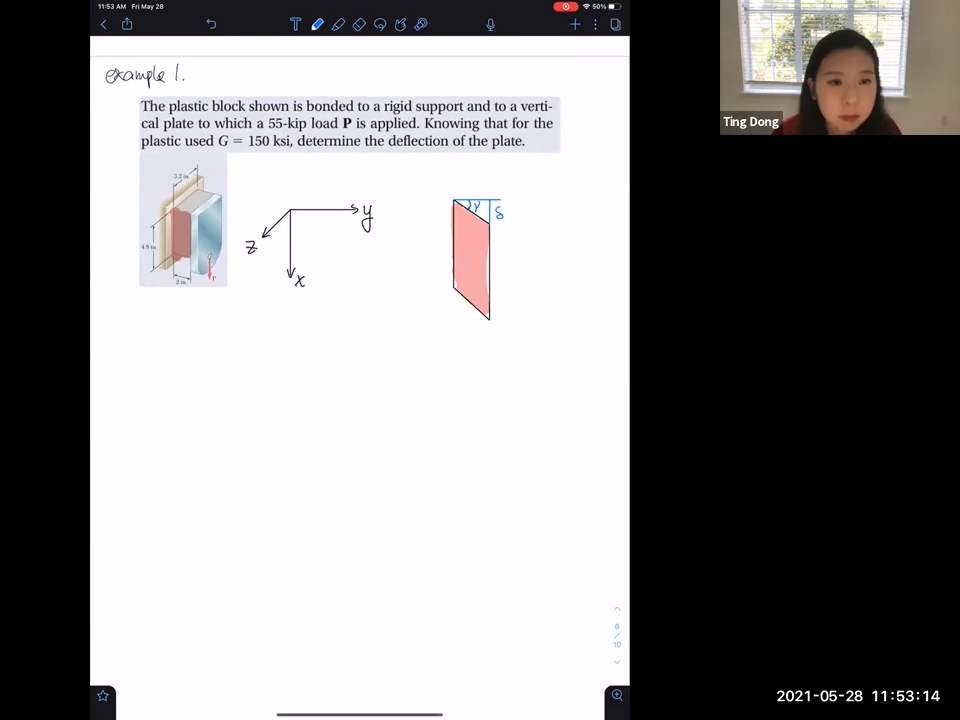 11:53 AM Fri May 28
50%
example 1.
The plastic block shown is bonded to a rigid support and to a verti-
cal plate to which a 55-kip load P is applied. Knowing that for the
plastic used G = 150 ksi, determine the deflection of the plate.
3.2 in.
4.8 in.
2 in.
P
y
z
x
γ
δ
6
/
10
Ting Dong
2021-05-28 11:53:14